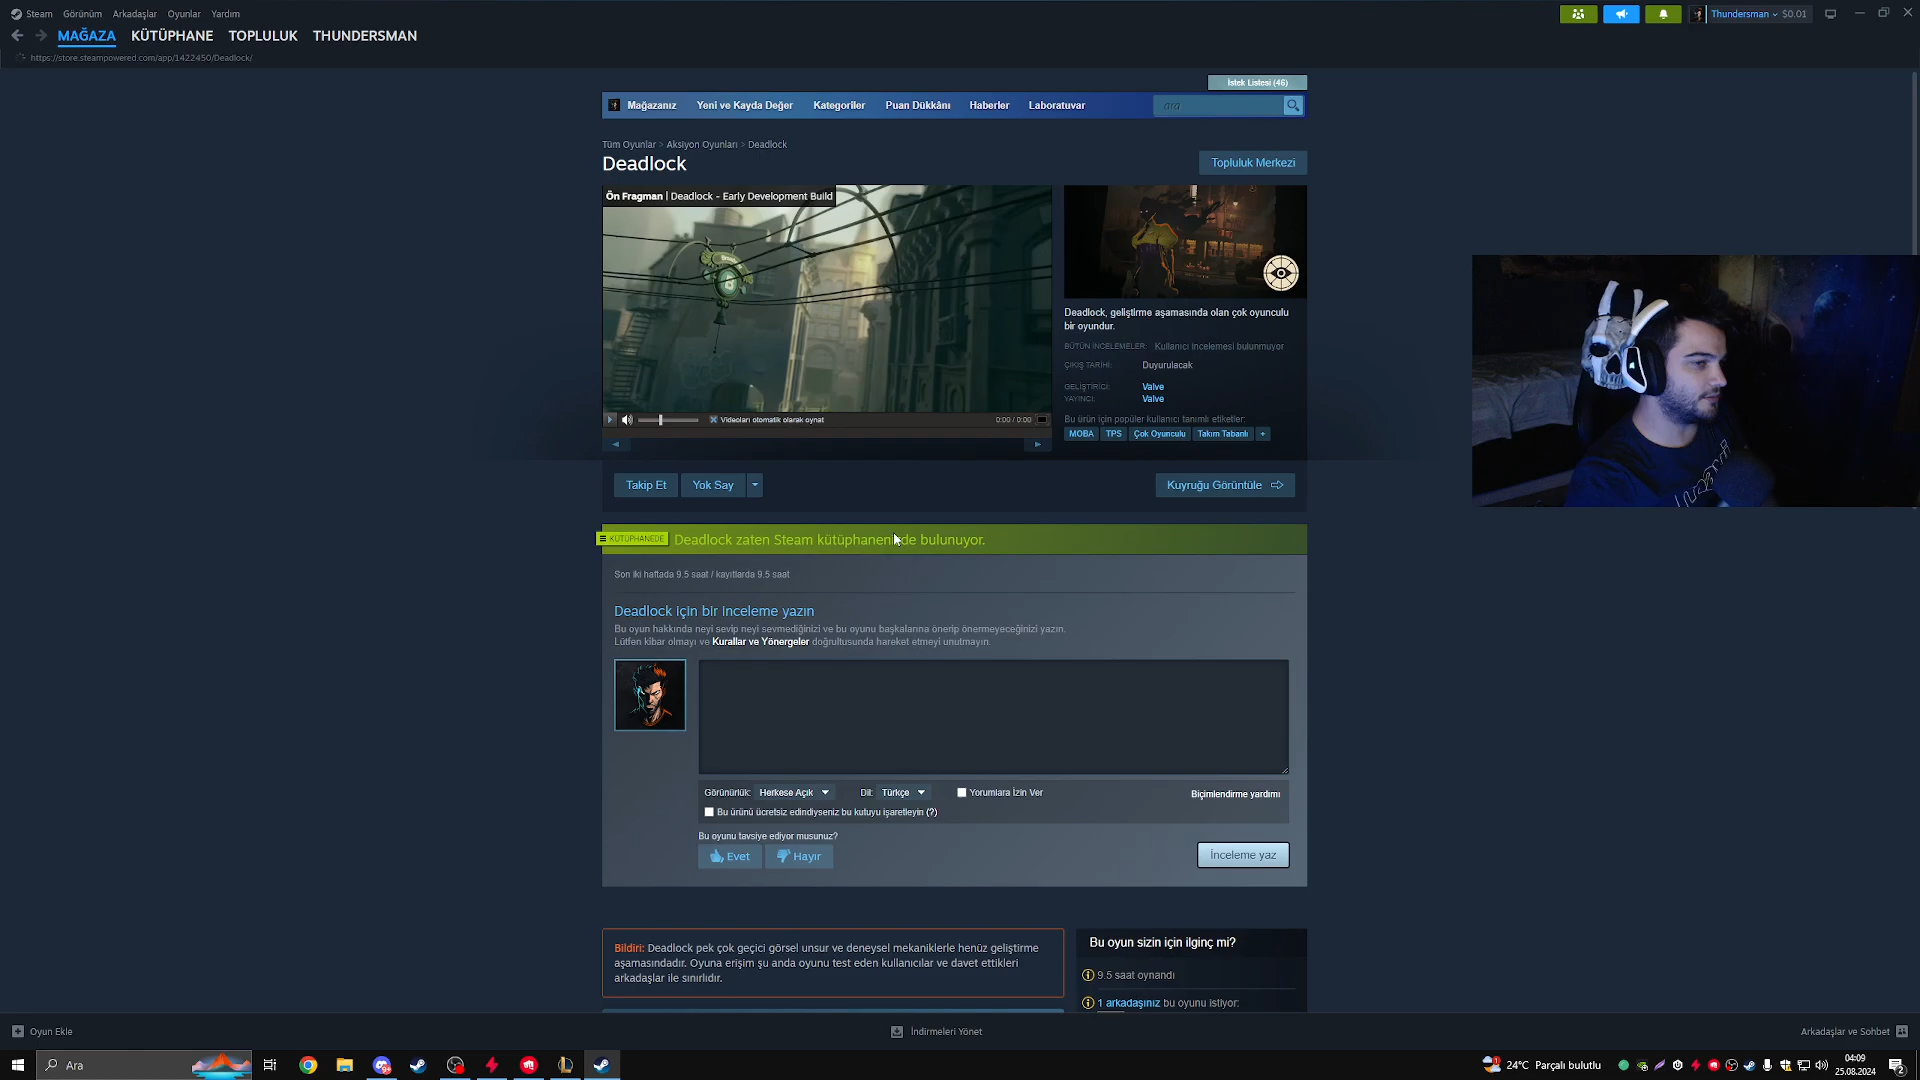 Steam Görünüm Arkadaşlar Oyunlar Yardım
Thundersman $0.01
MAĞAZA KÜTÜPHANE TOPLULUK THUNDERSMAN
https://store.steampowered.com/app/1422450/Deadlock/
İstek Listesi (46)
Mağazanız Yeni ve Kayda Değer Kategoriler Puan Dükkânı Haberler Laboratuvar ara
Tüm Oyunlar > Aksiyon Oyunları > Deadlock
Deadlock
Topluluk Merkezi
Ön Fragman | Deadlock - Early Development Build
Deadlock, geliştirme aşamasında olan çok oyunculu
bir oyundur.
BÜTÜN İNCELEMELER: Kullanıcı incelemesi bulunmuyor
ÇIKIŞ TARİHİ: Duyurulacak
GELİŞTİRİCİ: Valve
YAYINCI: Valve
Bu ürün için popüler kullanıcı tanımlı etiketler:
MOBA TPS Çok Oyunculu Takım Tabanlı +
Videoları otomatik olarak oynat 0:00 / 0:00
Takip Et Yok Say
Kuyruğu Görüntüle
KÜTÜPHANEDE Deadlock zaten Steam kütüphanenizde bulunuyor.
Son iki haftada 9.5 saat / kayıtlarda 9.5 saat
Deadlock için bir inceleme yazın
Bu oyun hakkında neyi sevip neyi sevmediğinizi ve bu oyunu başkalarına önerip önermeyeceğinizi yazın.
Lütfen kibar olmayı ve Kurallar ve Yönergeler doğrultusunda hareket etmeyi unutmayın.
Görünürlük: Herkese Açık Dil: Türkçe Yorumlara İzin Ver Biçimlendirme yardımı
Bu ürünü ücretsiz edindiyseniz bu kutuyu işaretleyin (?)
Bu oyunu tavsiye ediyor musunuz?
Evet Hayır
İnceleme yaz
Bildiri: Deadlock pek çok geçici görsel unsur ve deneysel mekaniklerle henüz geliştirme
aşamasındadır. Oyuna erişim şu anda oyunu test eden kullanıcılar ve davet ettikleri
arkadaşlar ile sınırlıdır.
Bu oyun sizin için ilginç mi?
9.5 saat oynandı
1 arkadaşınız bu oyunu istiyor:
Oyun Ekle
İndirmeleri Yönet
Arkadaşlar ve Sohbet
Ara
24°C Parçalı bulutlu
04:09
25.08.2024